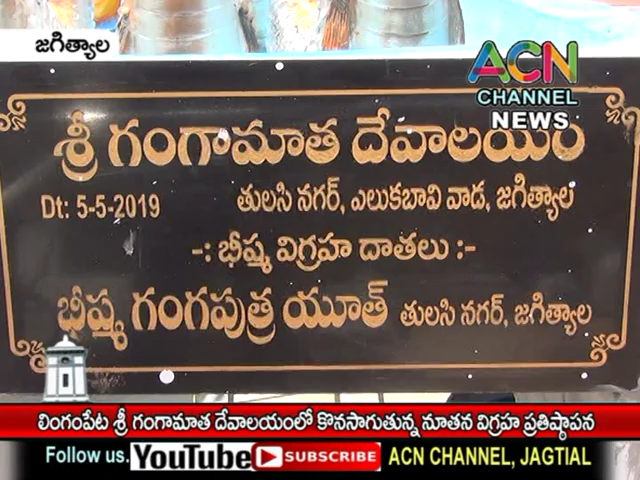 జగిత్యాల
ACN
CHANNEL
NEWS
శ్రీ గంగామాత దేవాలయం
Dt: 5-5-2019
తులసి నగర్, ఎలుకబావి వాడ, జగిత్యాల
-: భీష్మ విగ్రహ దాతలు :-
భీష్మ గంగపుత్ర యూత్ తులసి నగర్, జగిత్యాల
లింగంపేట శ్రీ గంగామాత దేవాలయంలో కొనసాగుతున్న నూతన విగ్రహ ప్రతిష్ఠాపన
Follow us. YouTube SUBSCRIBE ACN CHANNEL, JAGTIAL